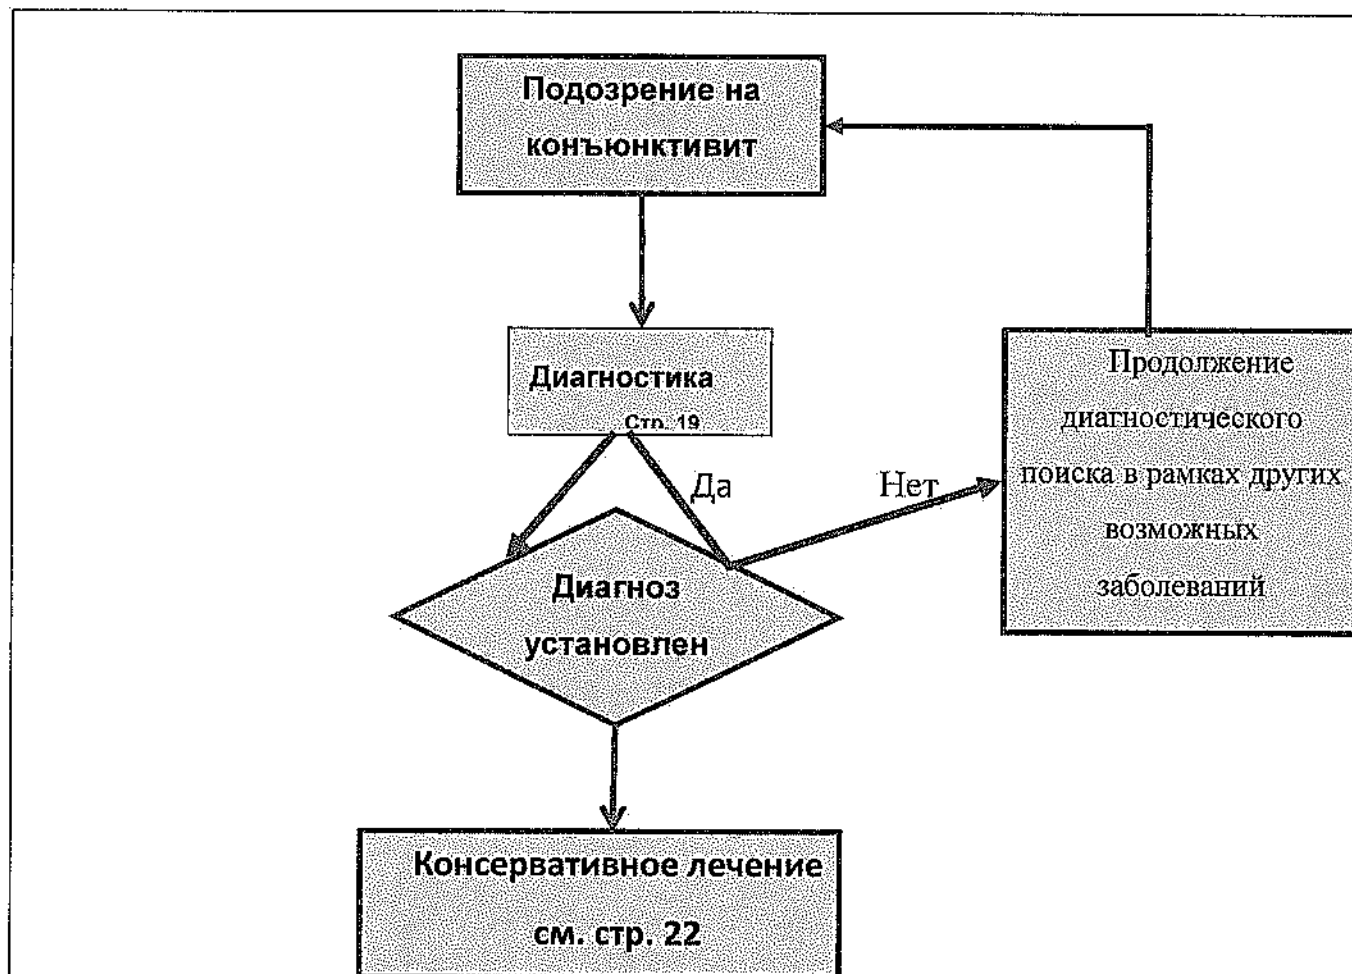 Подозрение на
конъюнктивит
Диагностика
Стр. 19
Да
Нет
Продолжение
диагностического
поиска в рамках других
возможных
заболеваний
Диагноз
установлен
Консервативное лечение
см. стр. 22